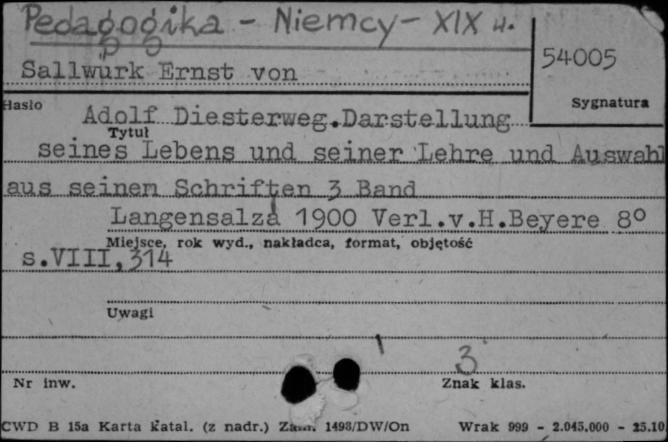 Pedagogika - Niemcy - XIX w.
54005
Sallwürk Ernst von
Sygnatura
Hasło
Adolf Diesterweg.Darstellung
Tytuł
seines Lebens und seiner Lehre und Auswahl
aus seinen Schriften 3 Band
Langensalza 1900 Verl.v.H.Beyere 8º
Miejsce, rok wyd., nakładca, format, objętość
s.VIII,314
Uwagi
3
Nr inw.
Znak klas.
CWD B 15a Karta katal. (z nadr.) Zam. 1498/DW/On Wrak 999 - 2.045.000 - 25.10